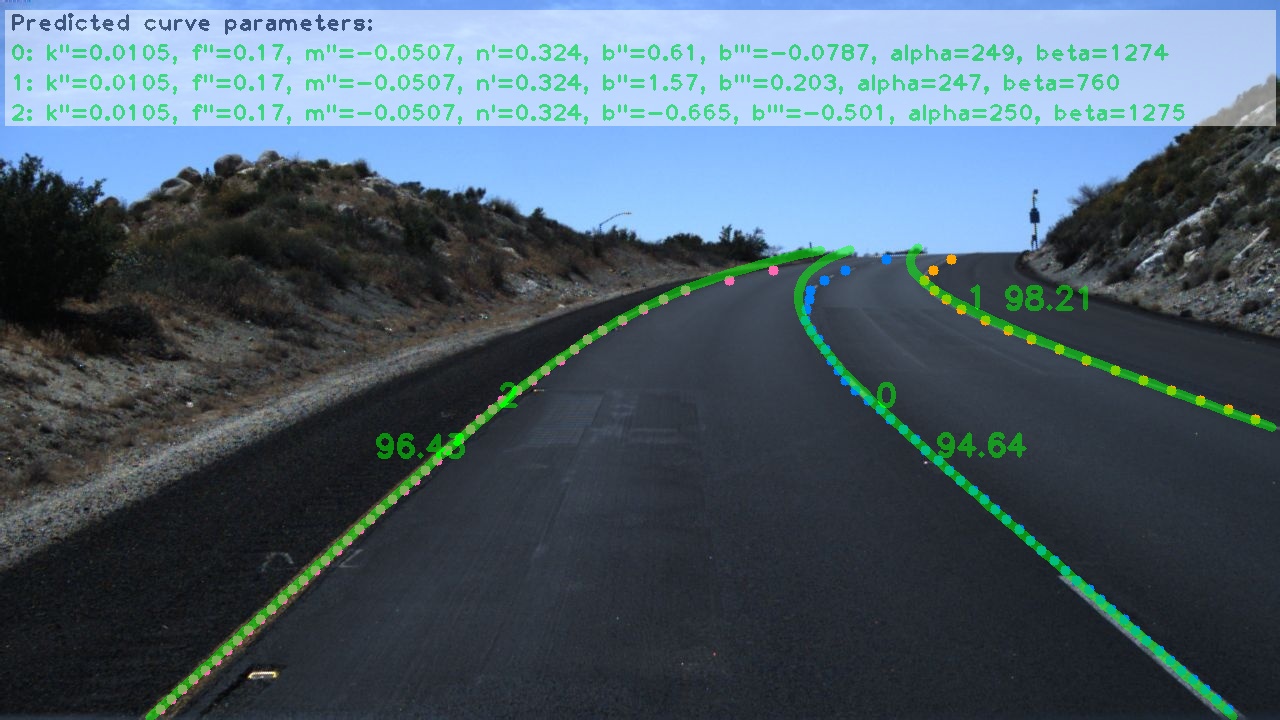 Predicted curve parameters:
0: k''=0.0105, f''=0.17, m''=-0.0507, n'=0.324, b''=0.61, b'''=-0.0787, alpha=249, beta=1274
1: k''=0.0105, f''=0.17, m''=-0.0507, n'=0.324, b''=1.57, b'''=0.203, alpha=247, beta=760
2: k''=0.0105, f''=0.17, m''=-0.0507, n'=0.324, b''=-0.665, b'''=-0.501, alpha=250, beta=1275
1 98.21
2
0
96.43
94.64